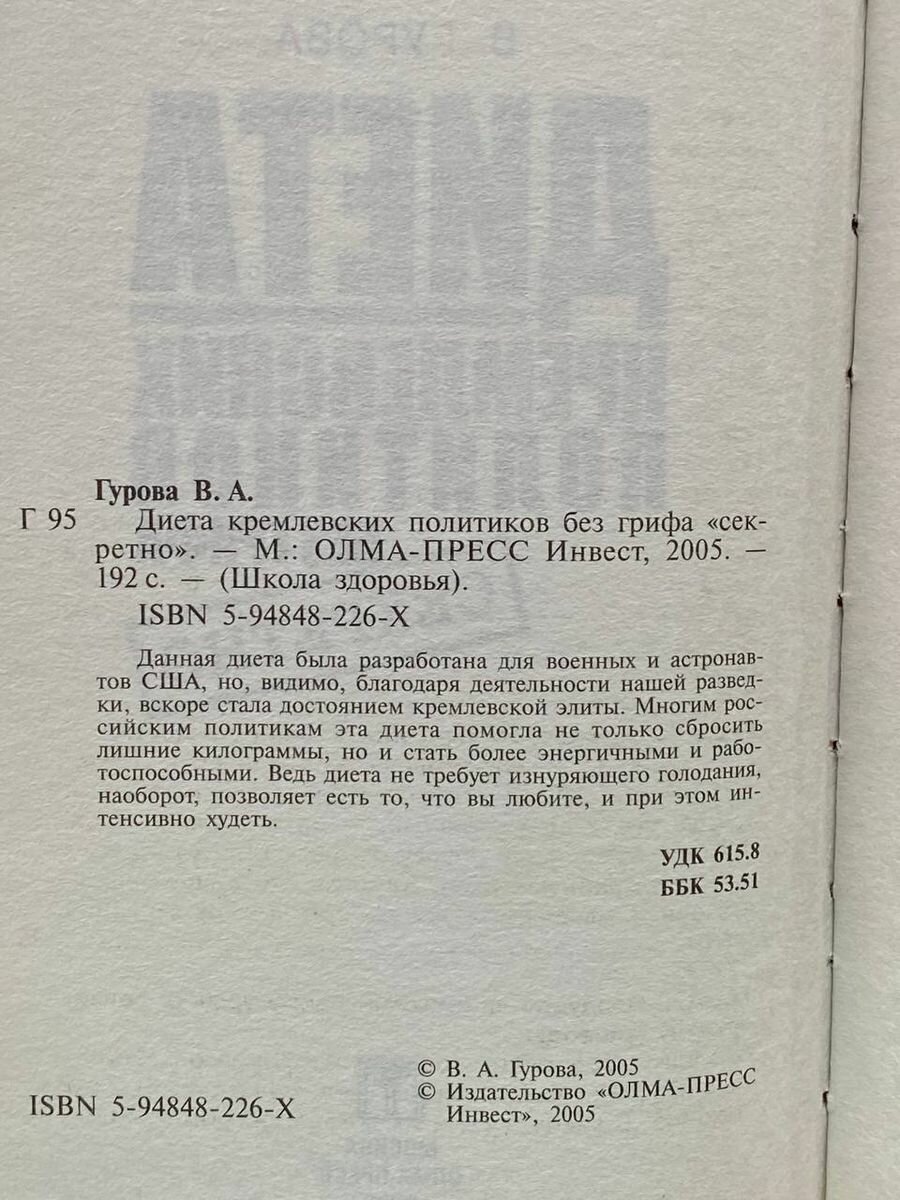 Гурова В. А.
Г 95 Диета кремлевских политиков без грифа «сек-
ретно». — М.: ОЛМА-ПРЕСС Инвест, 2005. —
192 с. — (Школа здоровья).
ISBN 5-94848-226-X
Данная диета была разработана для военных и астронав-
тов США, но, видимо, благодаря деятельности нашей развед-
ки, вскоре стала достоянием кремлевской элиты. Многим рос-
сийским политикам эта диета помогла не только сбросить
лишние килограммы, но и стать более энергичными и рабо-
тоспособными. Ведь диета не требует изнуряющего голодания,
наоборот, позволяет есть то, что вы любите, и при этом ин-
тенсивно худеть.
УДК 615.8
ББК 53.51
© В. А. Гурова, 2005
© Издательство «ОЛМА-ПРЕСС
Инвест», 2005
ISBN 5-94848-226-X